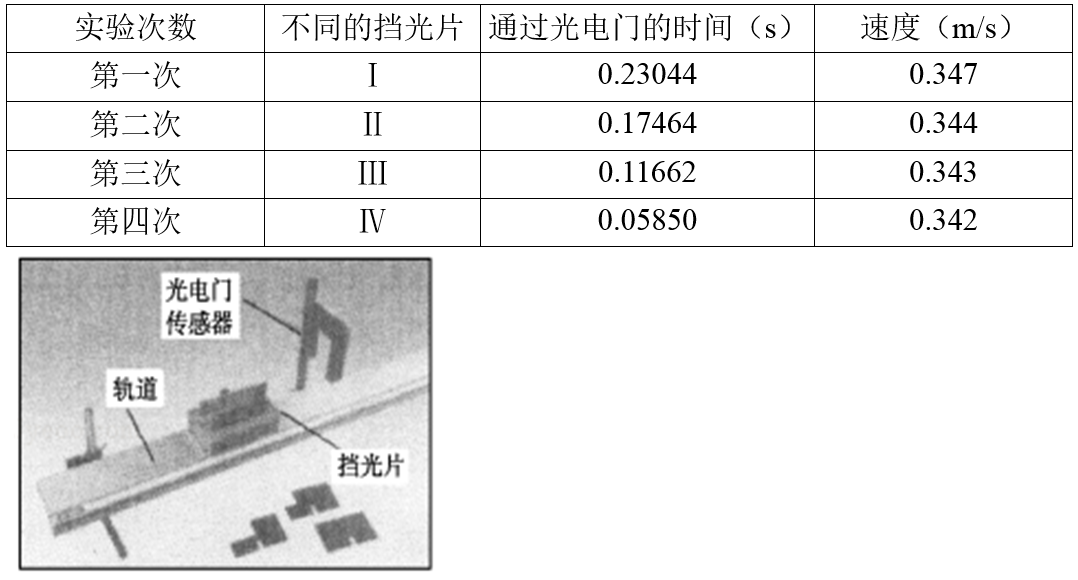 实验次数 不同的挡光片 通过光电门的时间（s） 速度（m/s）
第一次 Ⅰ 0.23044 0.347
第二次 Ⅱ 0.17464 0.344
第三次 Ⅲ 0.11662 0.343
第四次 Ⅳ 0.05850 0.342
光电门
传感器
轨道
挡光片